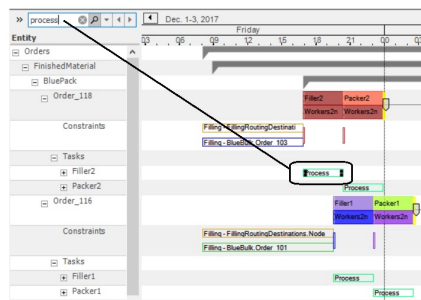 process
Dec. 1-3, 2017
Friday
Entity
03 06 09 12 15 18 21 00 03
Orders
FinishedMaterial
BluePack
Order_118
Filler2 Packer2
Workers2n Workers2n
Constraints
Filling - FillingRoutingDestinati
Filling - BlueBulk.Order_103
Tasks
Filler2
Process
Packer2
Process
Order_116
Filler1 Packer1
Workers2n Workers2n
Constraints
Filling - FillingRoutingDestinations.Node
Filling - BlueBulk.Order_101
Tasks
Filler1
Process
Packer1
Process